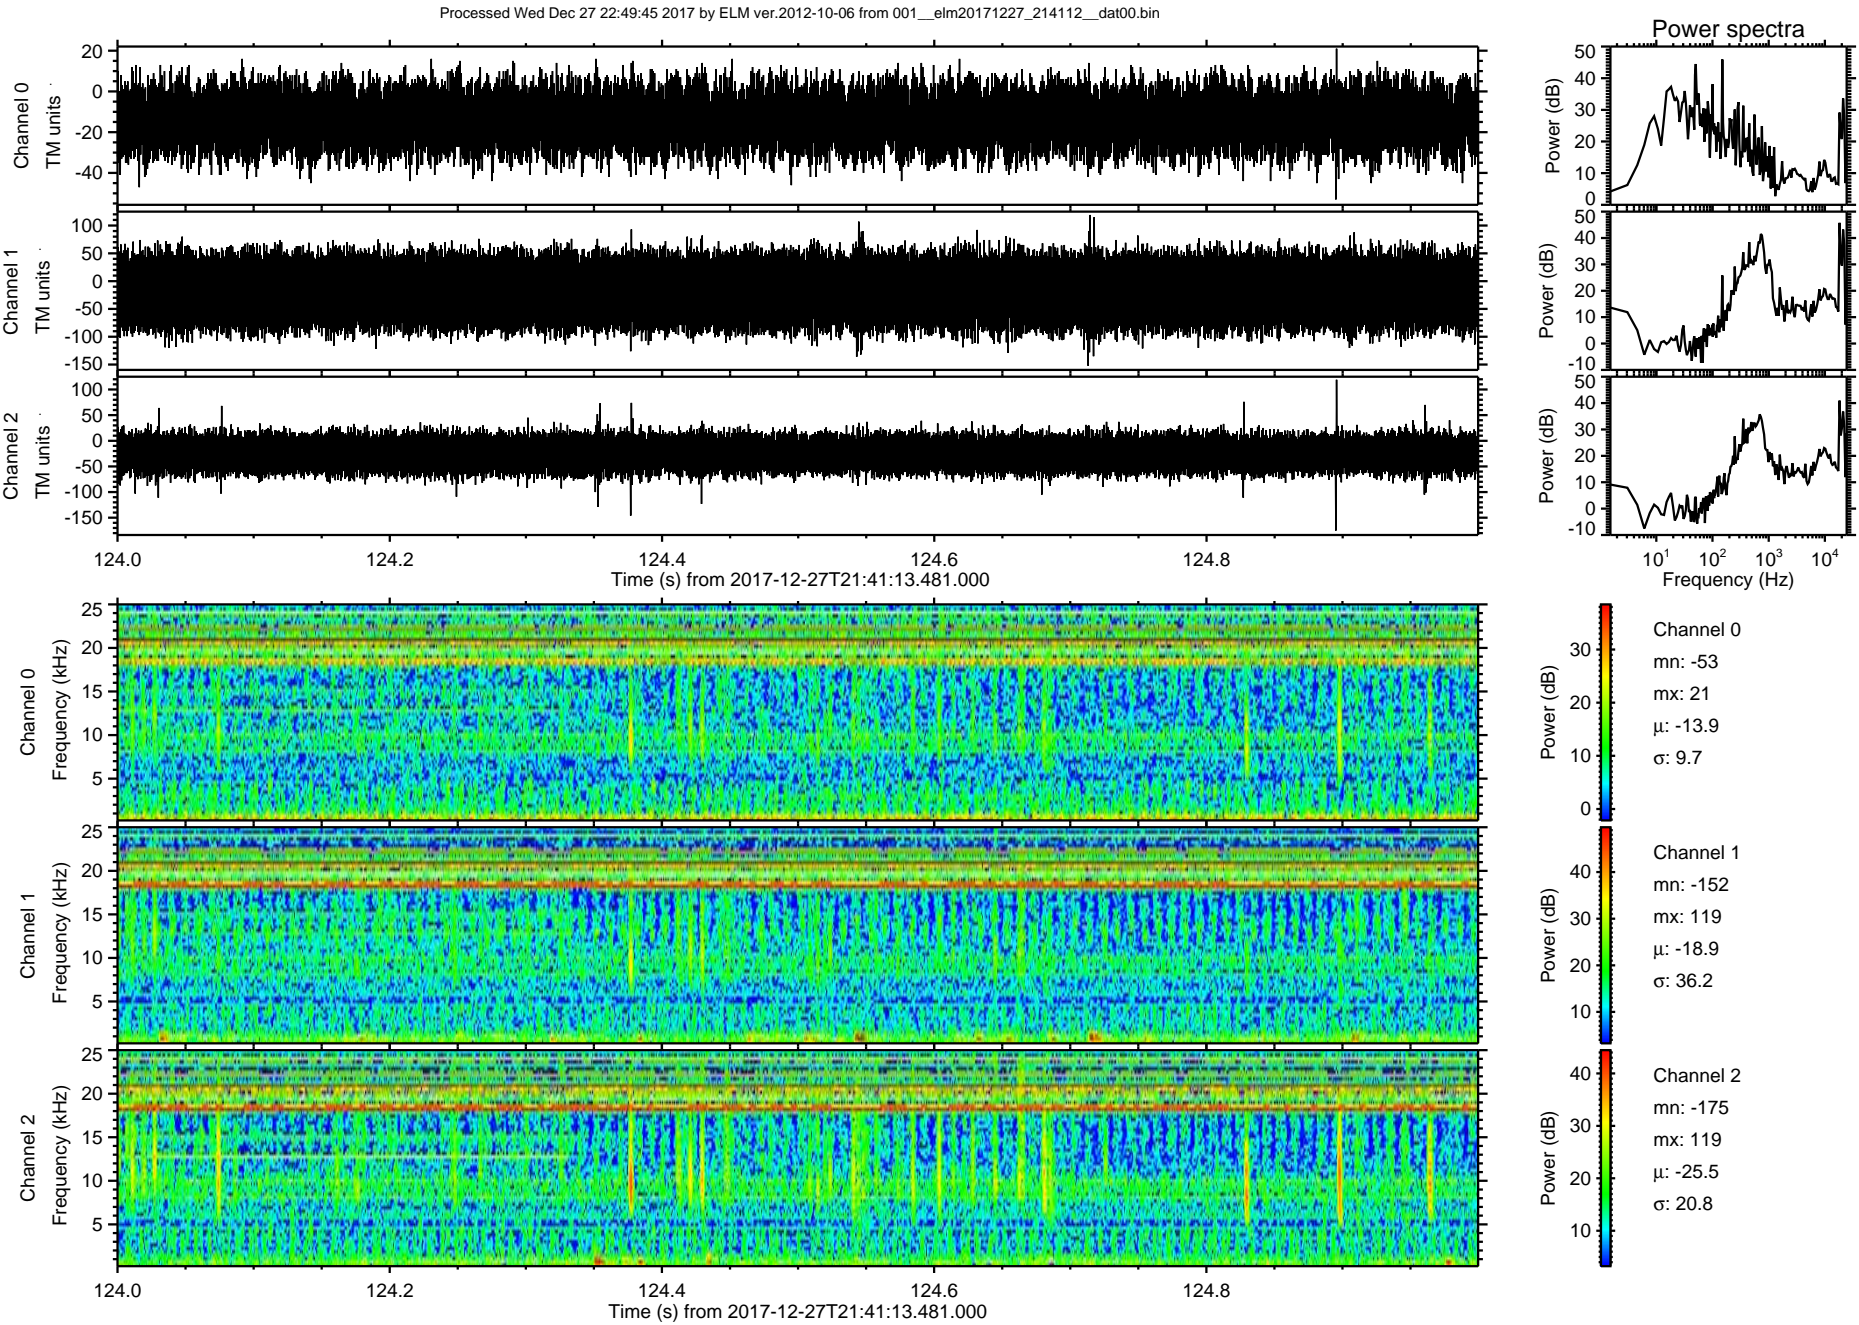 Processed Wed Dec 27 22:49:45 2017 by ELM ver.2012-10-06 from 001__elm20171227_214112__dat00.bin
Power spectra
Channel 0
TM units
20
0
-20
-40
Power (dB)
50
40
30
20
10
0
Channel 1
TM units
100
50
0
-50
-100
-150
Power (dB)
50
40
30
20
10
0
-10
Channel 2
TM units
100
50
0
-50
-100
-150
Power (dB)
50
40
30
20
10
0
-10
124.0 124.2 124.4 124.6 124.8
Time (s) from 2017-12-27T21:41:13.481.000
10^1 10^2 10^3 10^4
Frequency (Hz)
Channel 0
Frequency (kHz)
25
20
15
10
5
Power (dB)
30
20
10
0
Channel 0
mn: -53
mx: 21
μ: -13.9
σ: 9.7
Channel 1
Frequency (kHz)
25
20
15
10
5
Power (dB)
40
30
20
10
Channel 1
mn: -152
mx: 119
μ: -18.9
σ: 36.2
Channel 2
Frequency (kHz)
25
20
15
10
5
Power (dB)
40
30
20
10
Channel 2
mn: -175
mx: 119
μ: -25.5
σ: 20.8
124.0 124.2 124.4 124.6 124.8
Time (s) from 2017-12-27T21:41:13.481.000